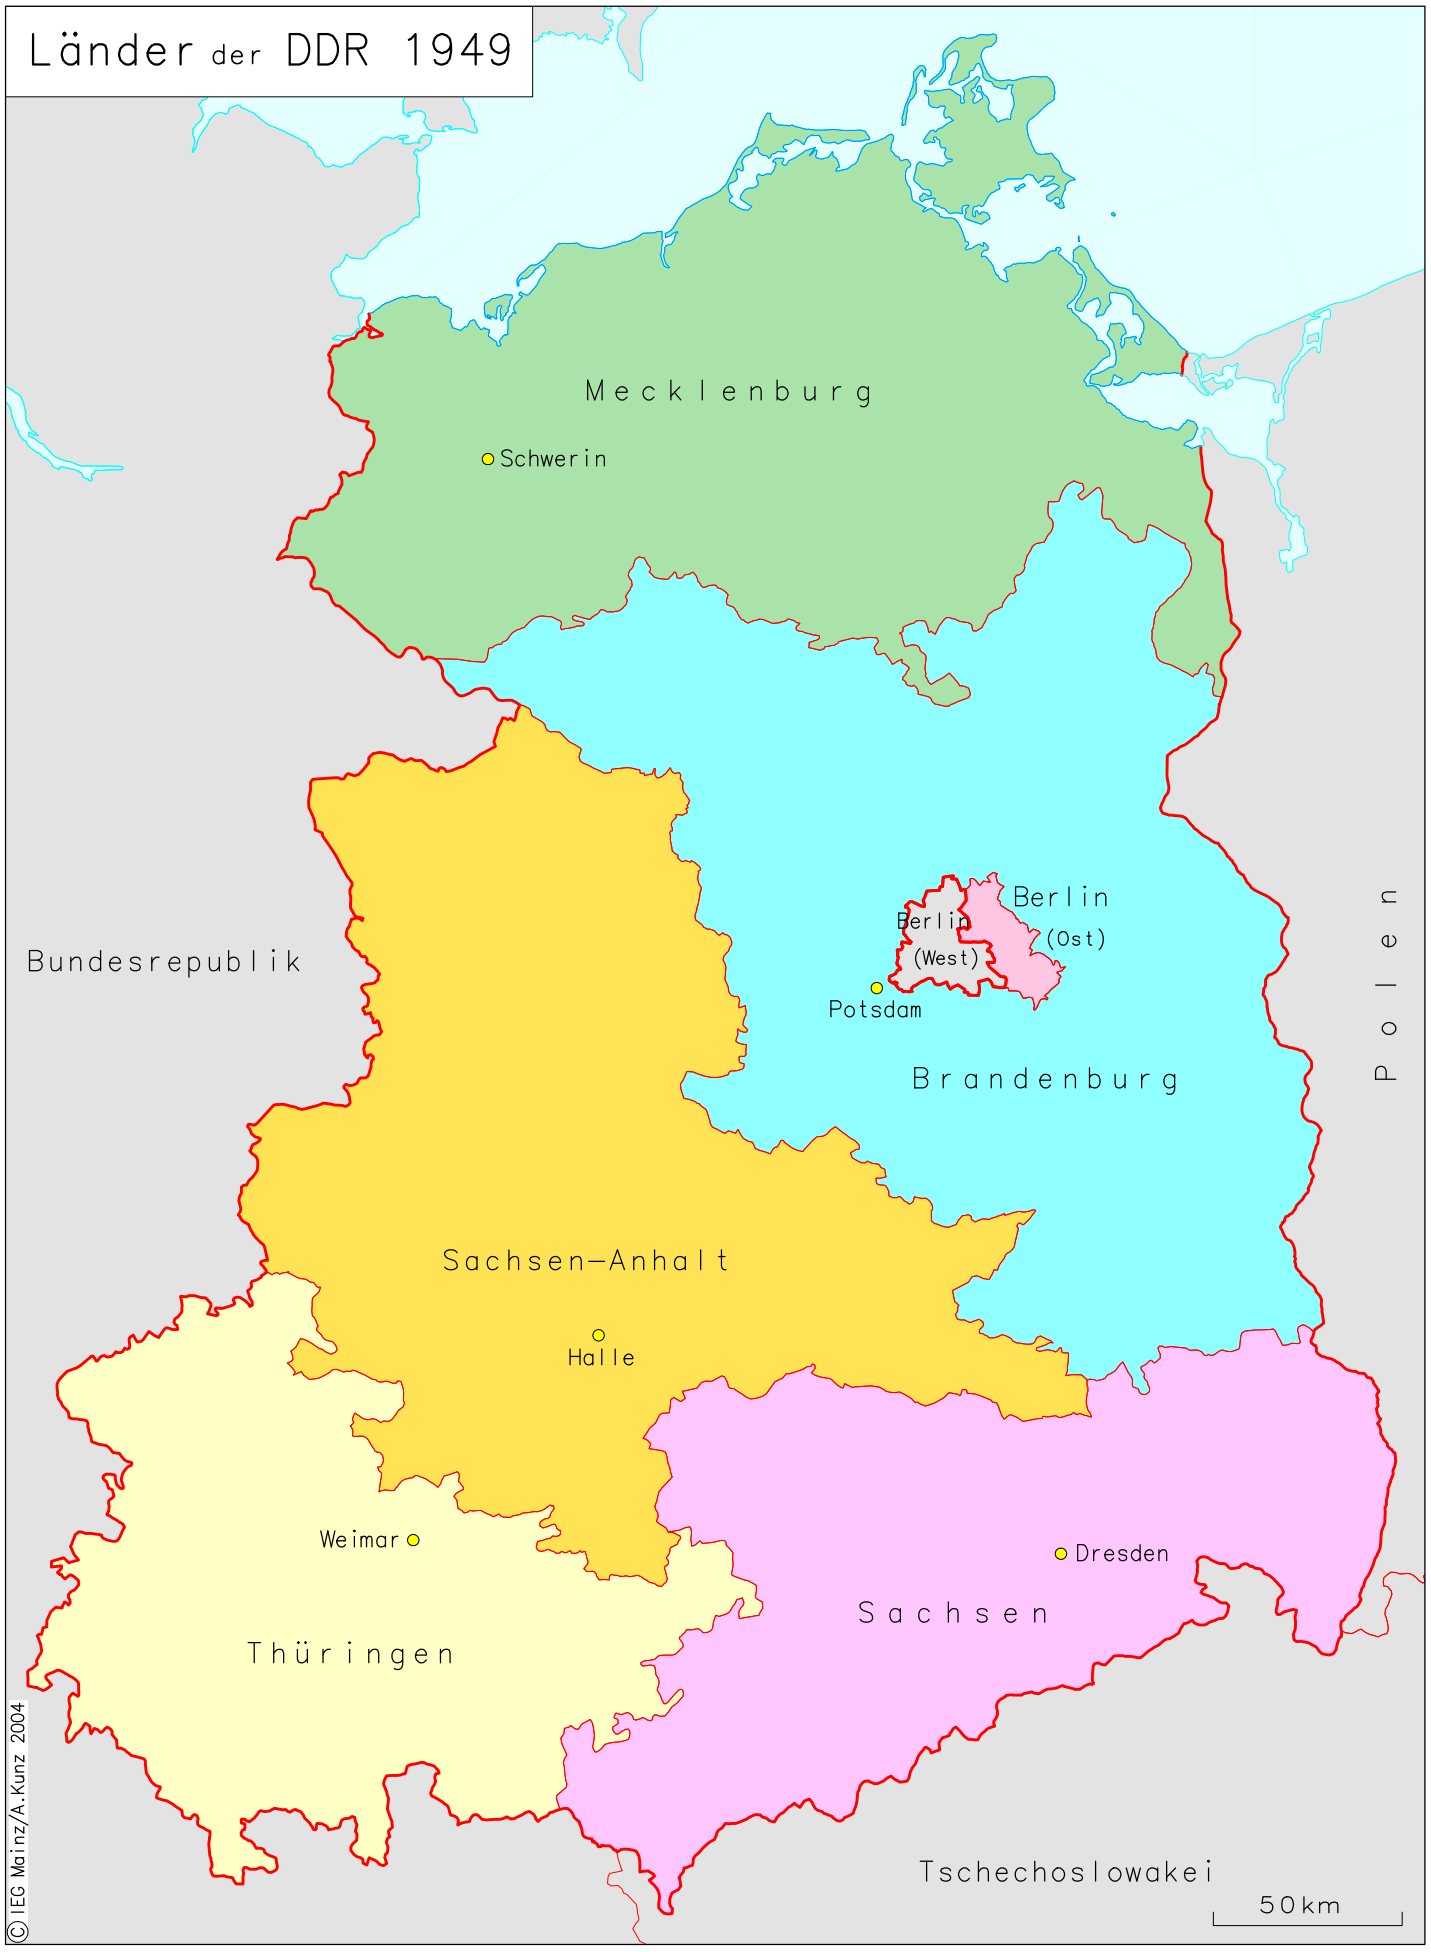 Länder der DDR 1949
Mecklenburg
Schwerin
Berlin
(Ost)
Berlin
(West)
Potsdam
Brandenburg
Bundesrepublik
Polen
Sachsen-Anhalt
Halle
Weimar
Dresden
Sachsen
Thüringen
Tschechoslowakei
50km
© IEG Mainz/A.Kunz 2004